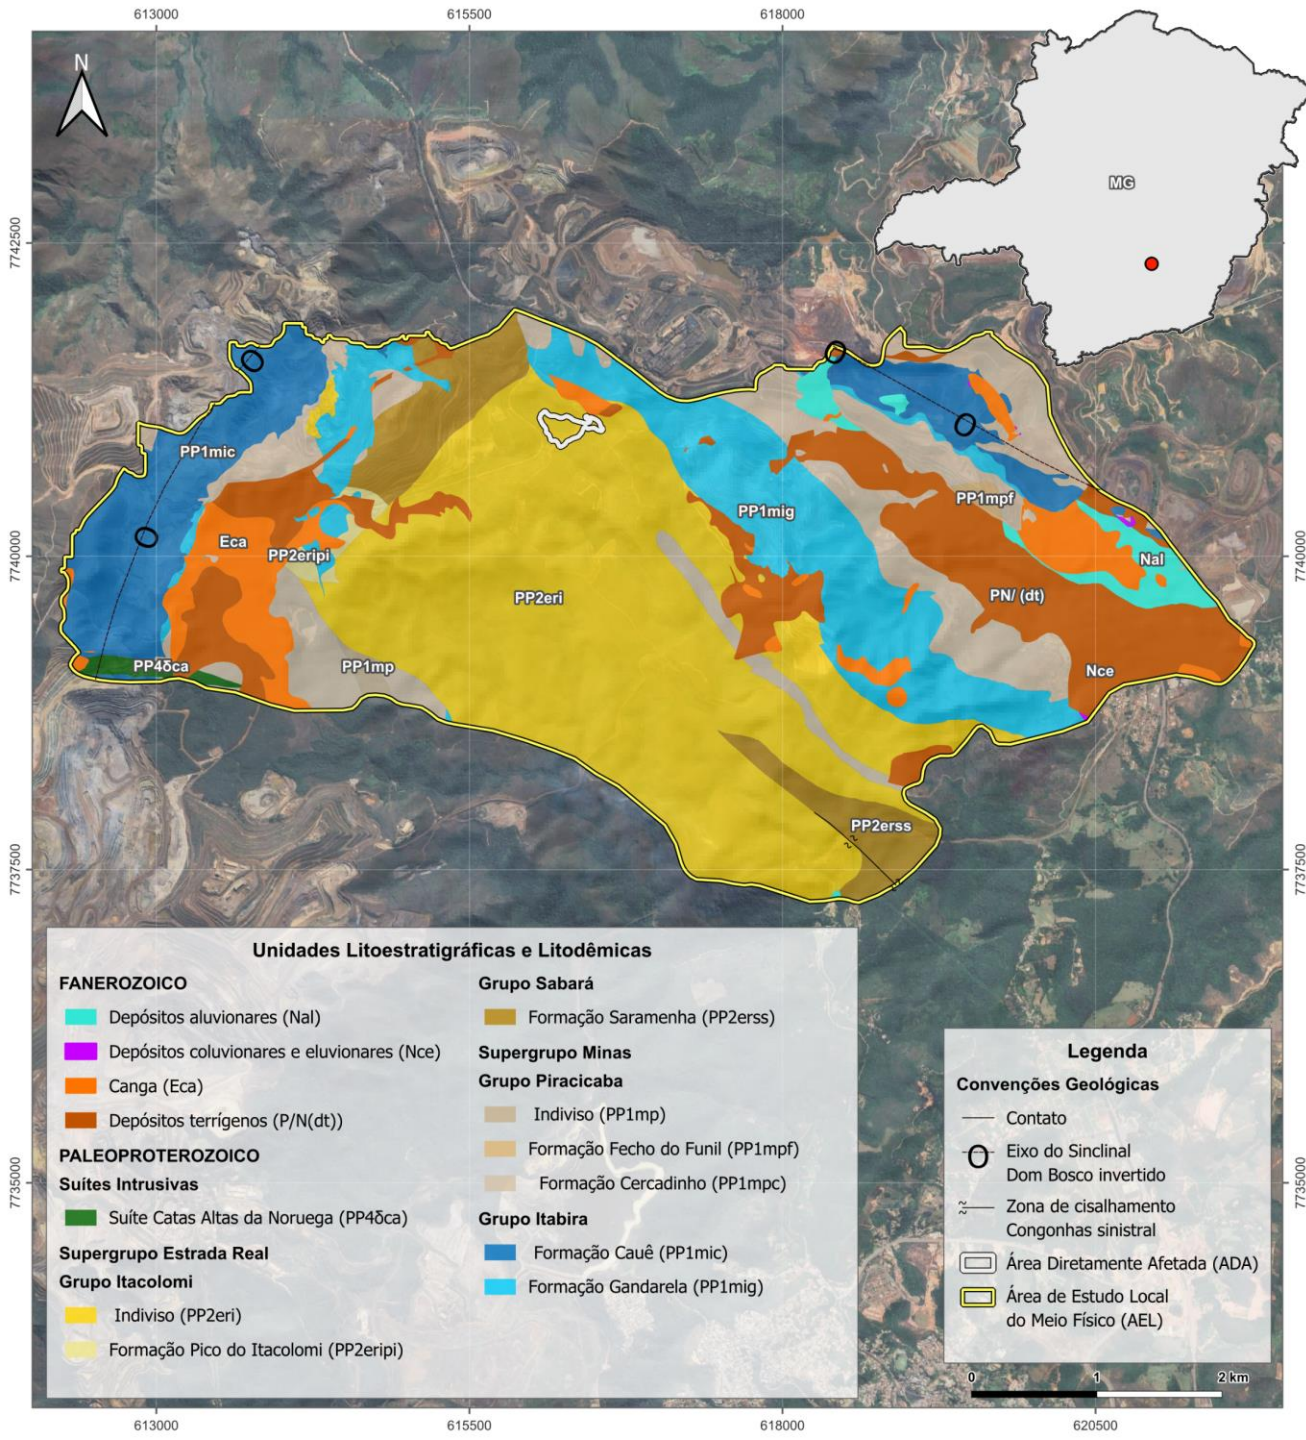 613000
615500
618000
N
MG
7742500
7742500
PP1mic
PP1mig
PP1mpf
Eca
PP2eripi
Nal
7740000
7740000
PP2eri
PN/ (dt)
PP4δca
PP1mp
Nce
PP2erss
7737500
7737500
Unidades Litoestratigráficas e Litodêmicas
FANEROZOICO
Depósitos aluvionares (Nal)
Depósitos coluvionares e eluvionares (Nce)
Canga (Eca)
Depósitos terrígenos (P/N(dt))
PALEOPROTEROZOICO
Suítes Intrusivas
Suíte Catas Altas da Noruega (PP4δca)
Supergrupo Estrada Real
Grupo Itacolomi
Indiviso (PP2eri)
Formação Pico do Itacolomi (PP2eripi)
Grupo Sabará
Formação Saramenha (PP2erss)
Supergrupo Minas
Grupo Piracicaba
Indiviso (PP1mp)
Formação Fecho do Funil (PP1mpf)
Formação Cercadinho (PP1mpc)
Grupo Itabira
Formação Cauê (PP1mic)
Formação Gandarela (PP1mig)
Legenda
Convenções Geológicas
Contato
Eixo do Sinclinal
Dom Bosco invertido
Zona de cisalhamento
Congonhas sinistral
Área Diretamente Afetada (ADA)
Área de Estudo Local
do Meio Físico (AEL)
7735000
7735000
0 1 2 km
613000
615500
618000
620500